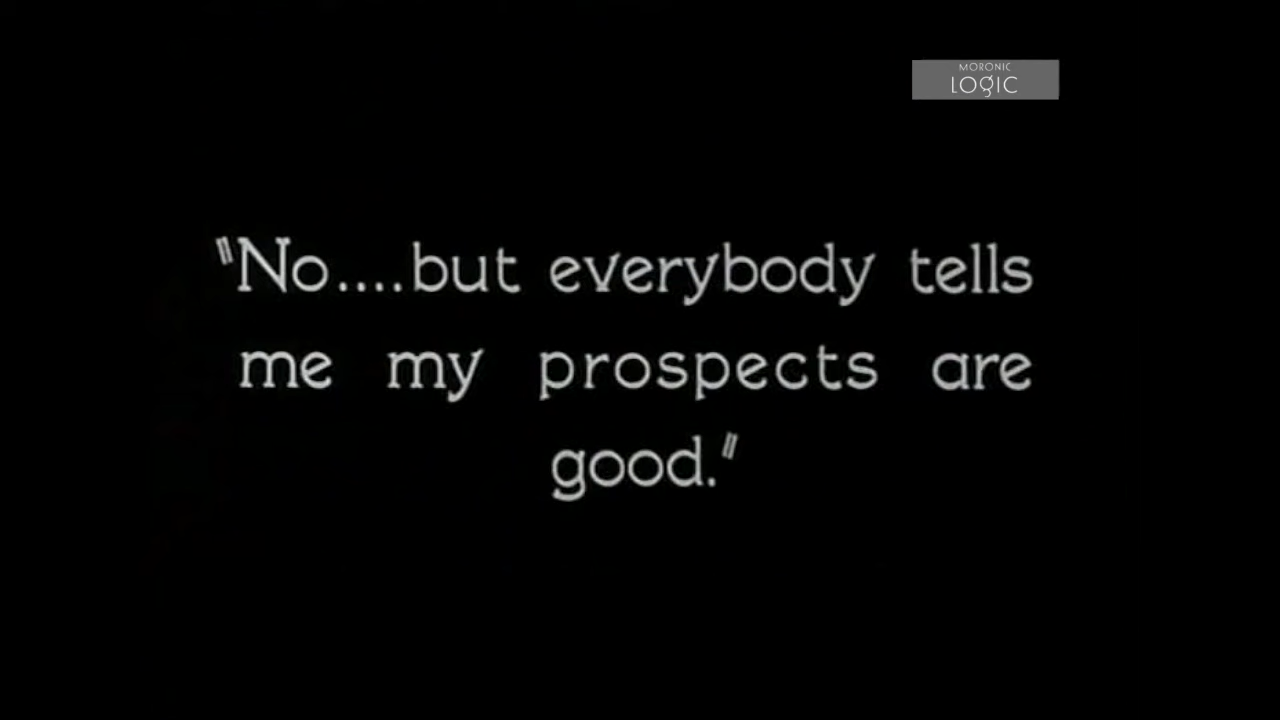 MORONIC
LOGIC
"No....but everybody tells
me my prospects are
good."